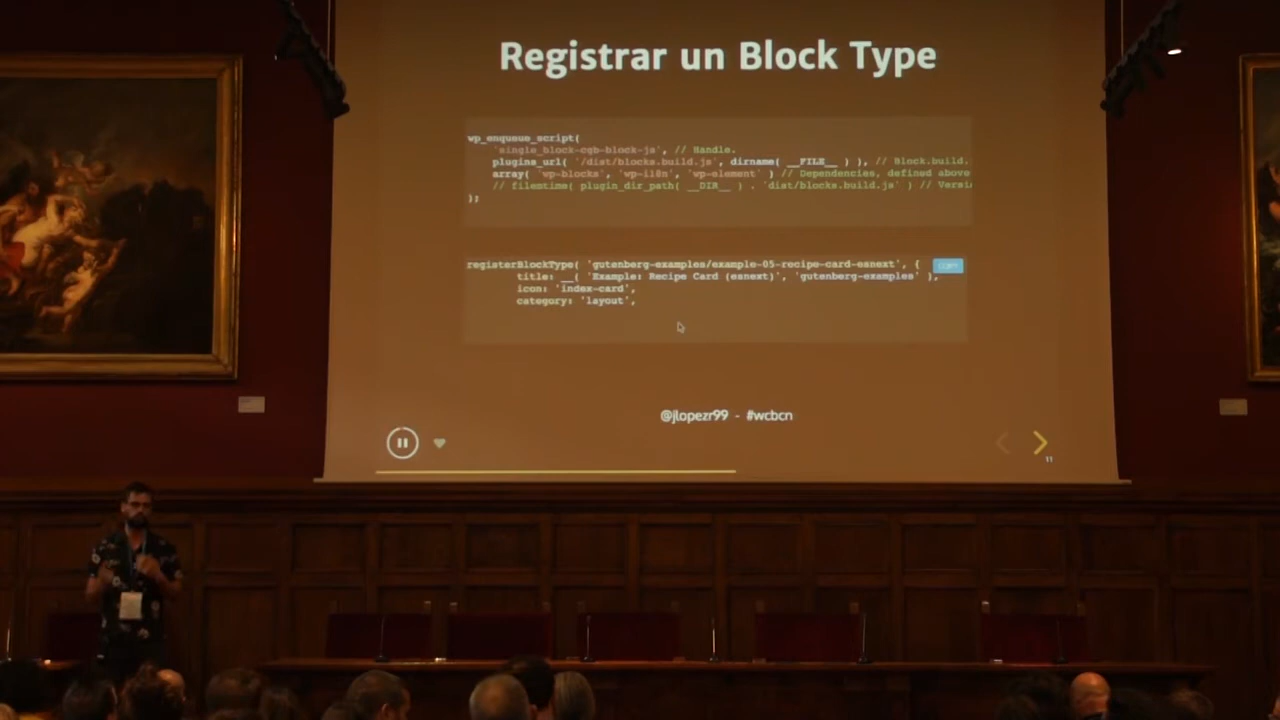 Registrar un Block Type
wp_enqueue_script(
'single_block-cgb-block-js', // Handle.
plugins_url( '/dist/blocks.build.js', dirname( __FILE__ ) ), // Block.build.
array( 'wp-blocks', 'wp-i18n', 'wp-element' ) // Dependencies, defined above
// filemtime( plugin_dir_path( __DIR__ ) . 'dist/blocks.build.js' ) // Versi
);
registerBlockType( 'gutenberg-examples/example-05-recipe-card-esnext', {
COPY
title: __( 'Example: Recipe Card (esnext)', 'gutenberg-examples' ),
icon: 'index-card',
category: 'layout',
@jlopezr99 - #wcbcn
11